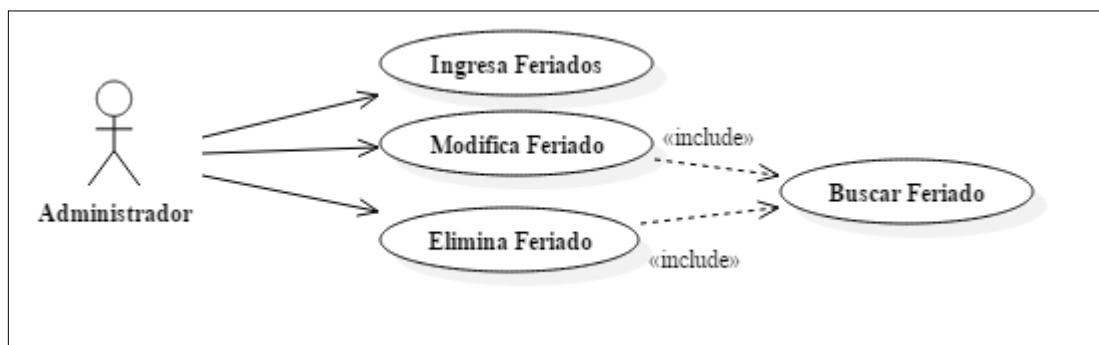 Ingresa Feriados
Modifica Feriado
«include»
Buscar Feriado
Administrador
Elimina Feriado
«include»